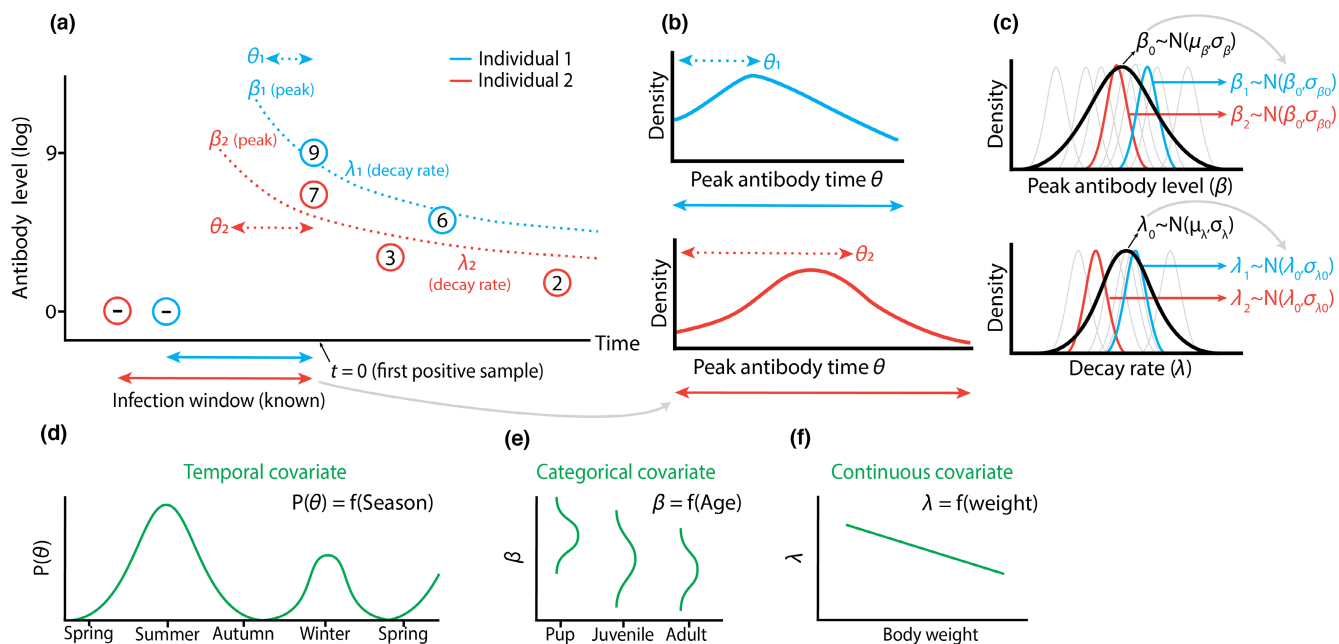 (a)
θ1
Individual 1
Individual 2
β1 (peak)
β2 (peak)
Antibody level (log)
9
0
9
7
6
3
2
–
–
λ1 (decay rate)
θ2
λ2
(decay rate)
Time
t = 0 (first positive sample)
Infection window (known)
(b)
θ1
Density
Peak antibody time θ
θ2
Density
Peak antibody time θ
(c)
β0~N(μβ,σβ)
β1~N(β0,σβ0)
β2~N(β0,σβ0)
Density
Peak antibody level (β)
λ0~N(μλ,σλ)
λ1~N(λ0,σλ0)
λ2~N(λ0,σλ0)
Density
Decay rate (λ)
(d)
Temporal covariate
P(θ) = f(Season)
P(θ)
Spring Summer Autumn Winter Spring
(e)
Categorical covariate
β = f(Age)
β
Pup Juvenile Adult
(f)
Continuous covariate
λ = f(weight)
λ
Body weight